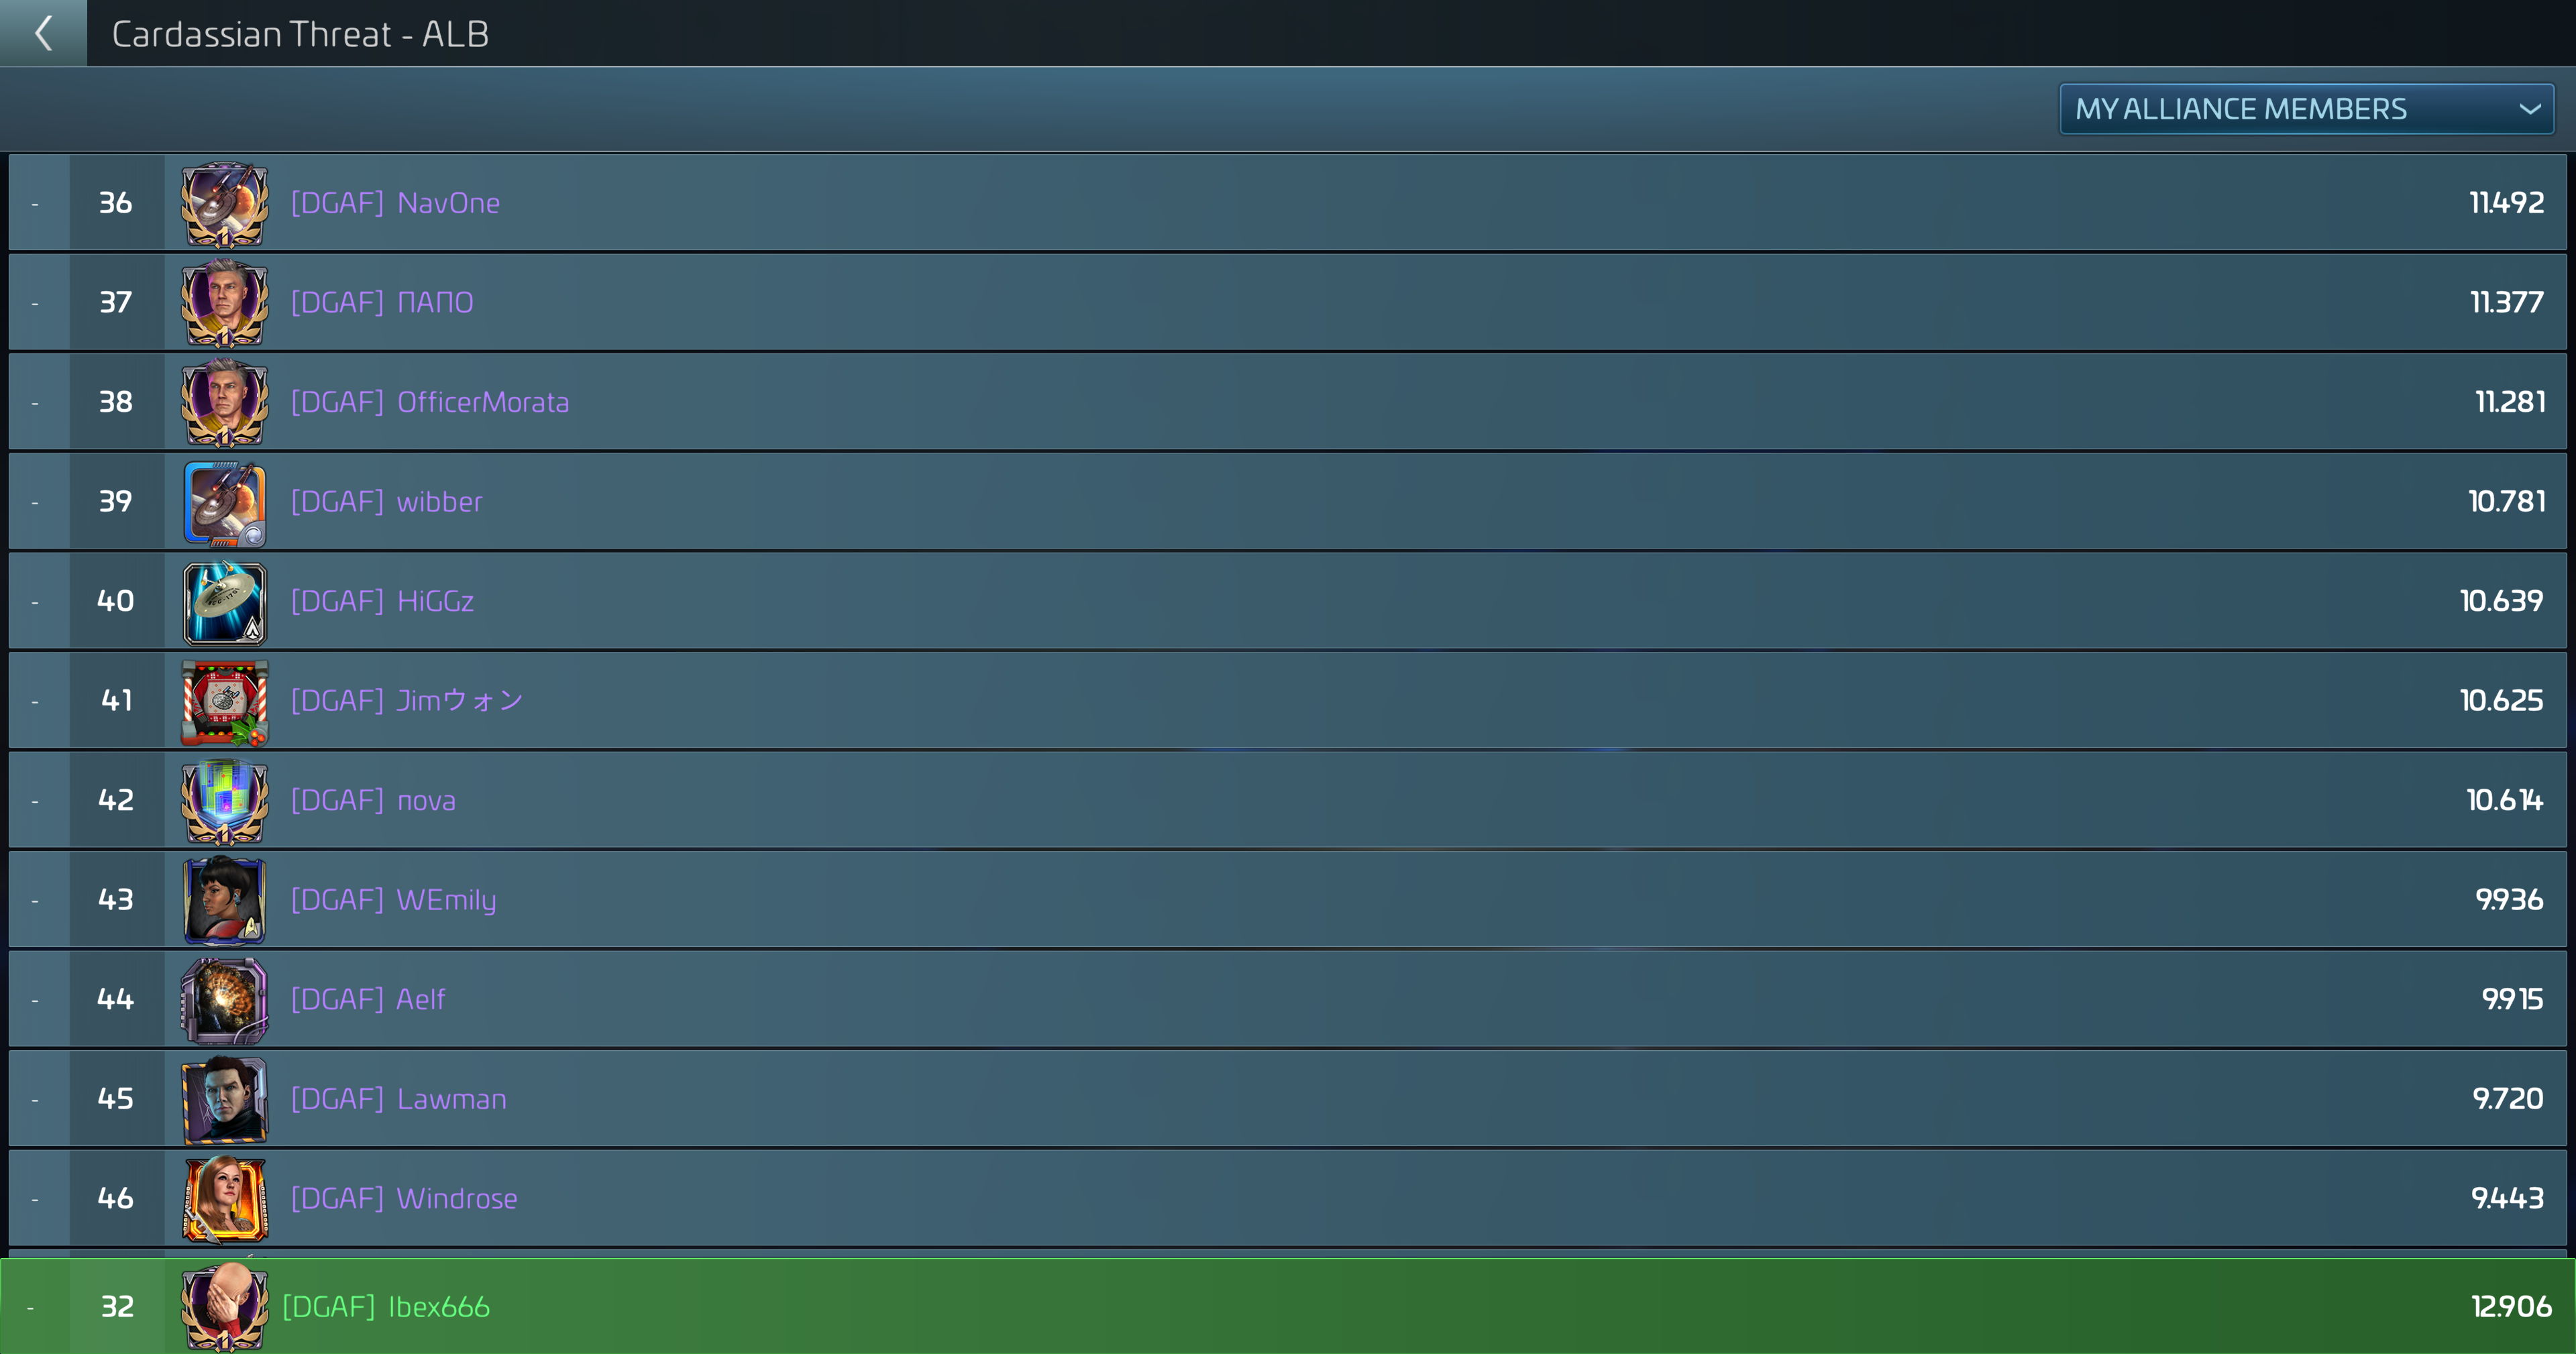 Cardassian Threat - ALB
MY ALLIANCE MEMBERS
- 36 [DGAF] NavOne 11.492
- 37 [DGAF] ПАПО 11.377
- 38 [DGAF] OfficerMorata 11.281
- 39 [DGAF] wibber 10.781
- 40 [DGAF] HiGGz 10.639
- 41 [DGAF] Jimウォン 10.625
- 42 [DGAF] nova 10.614
- 43 [DGAF] WEmily 9.936
- 44 [DGAF] Aelf 9.915
- 45 [DGAF] Lawman 9.720
- 46 [DGAF] Windrose 9.443
- 32 [DGAF] Ibex666 12.906